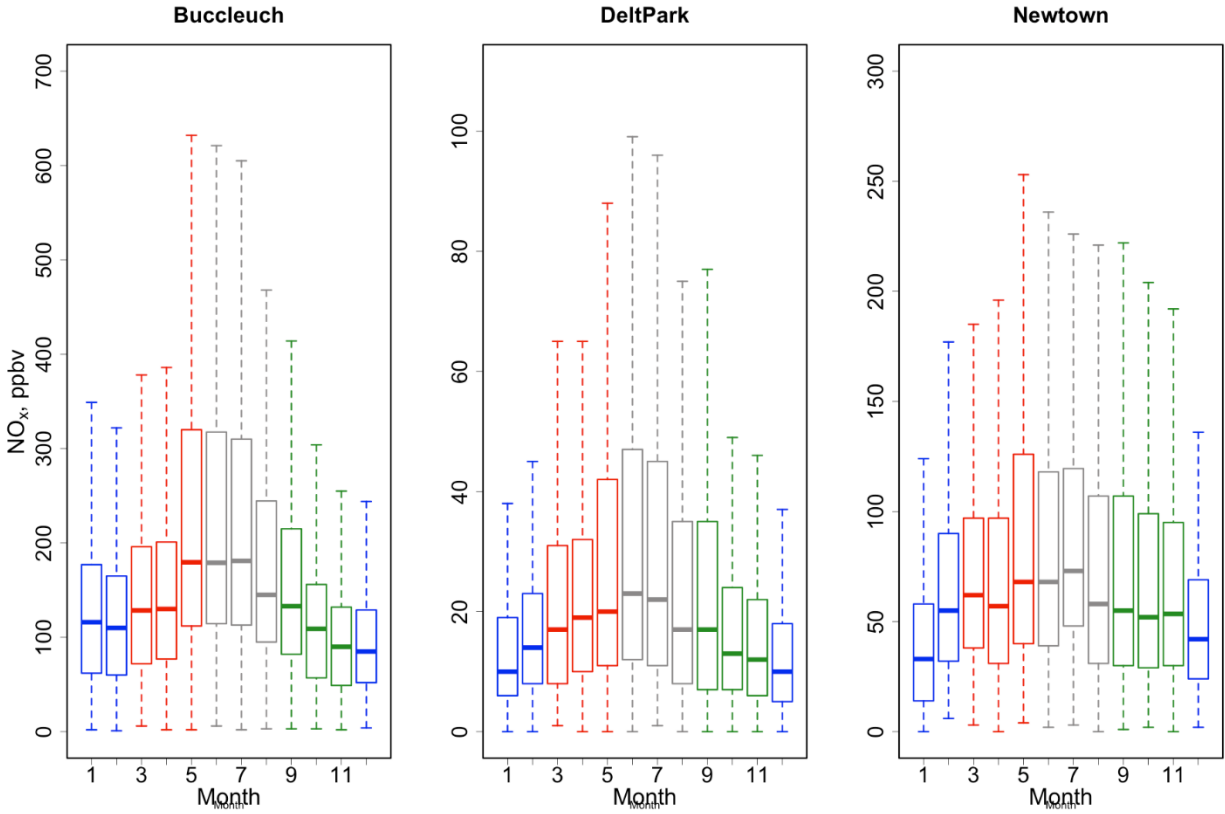 Buccleuch DeltPark Newtown
NOx, ppbv
0 100 200 300 400 500 600 700
1 3 5 7 9 11
Month
Month
0 20 40 60 80 100
1 3 5 7 9 11
Month
Month
0 50 100 150 200 250 300
1 3 5 7 9 11
Month
Month